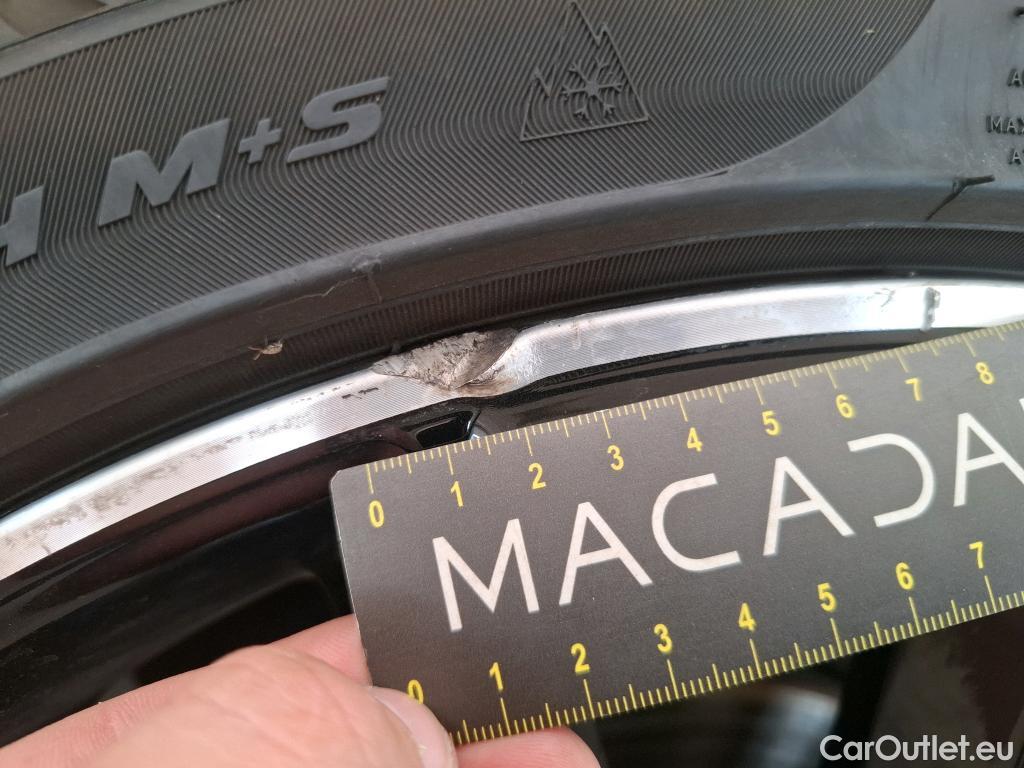 H M+S
MAX
0 1 2 3 4 5 6 7 8
MACADA
0 1 2 3 4 5 6 7
CarOutlet.eu